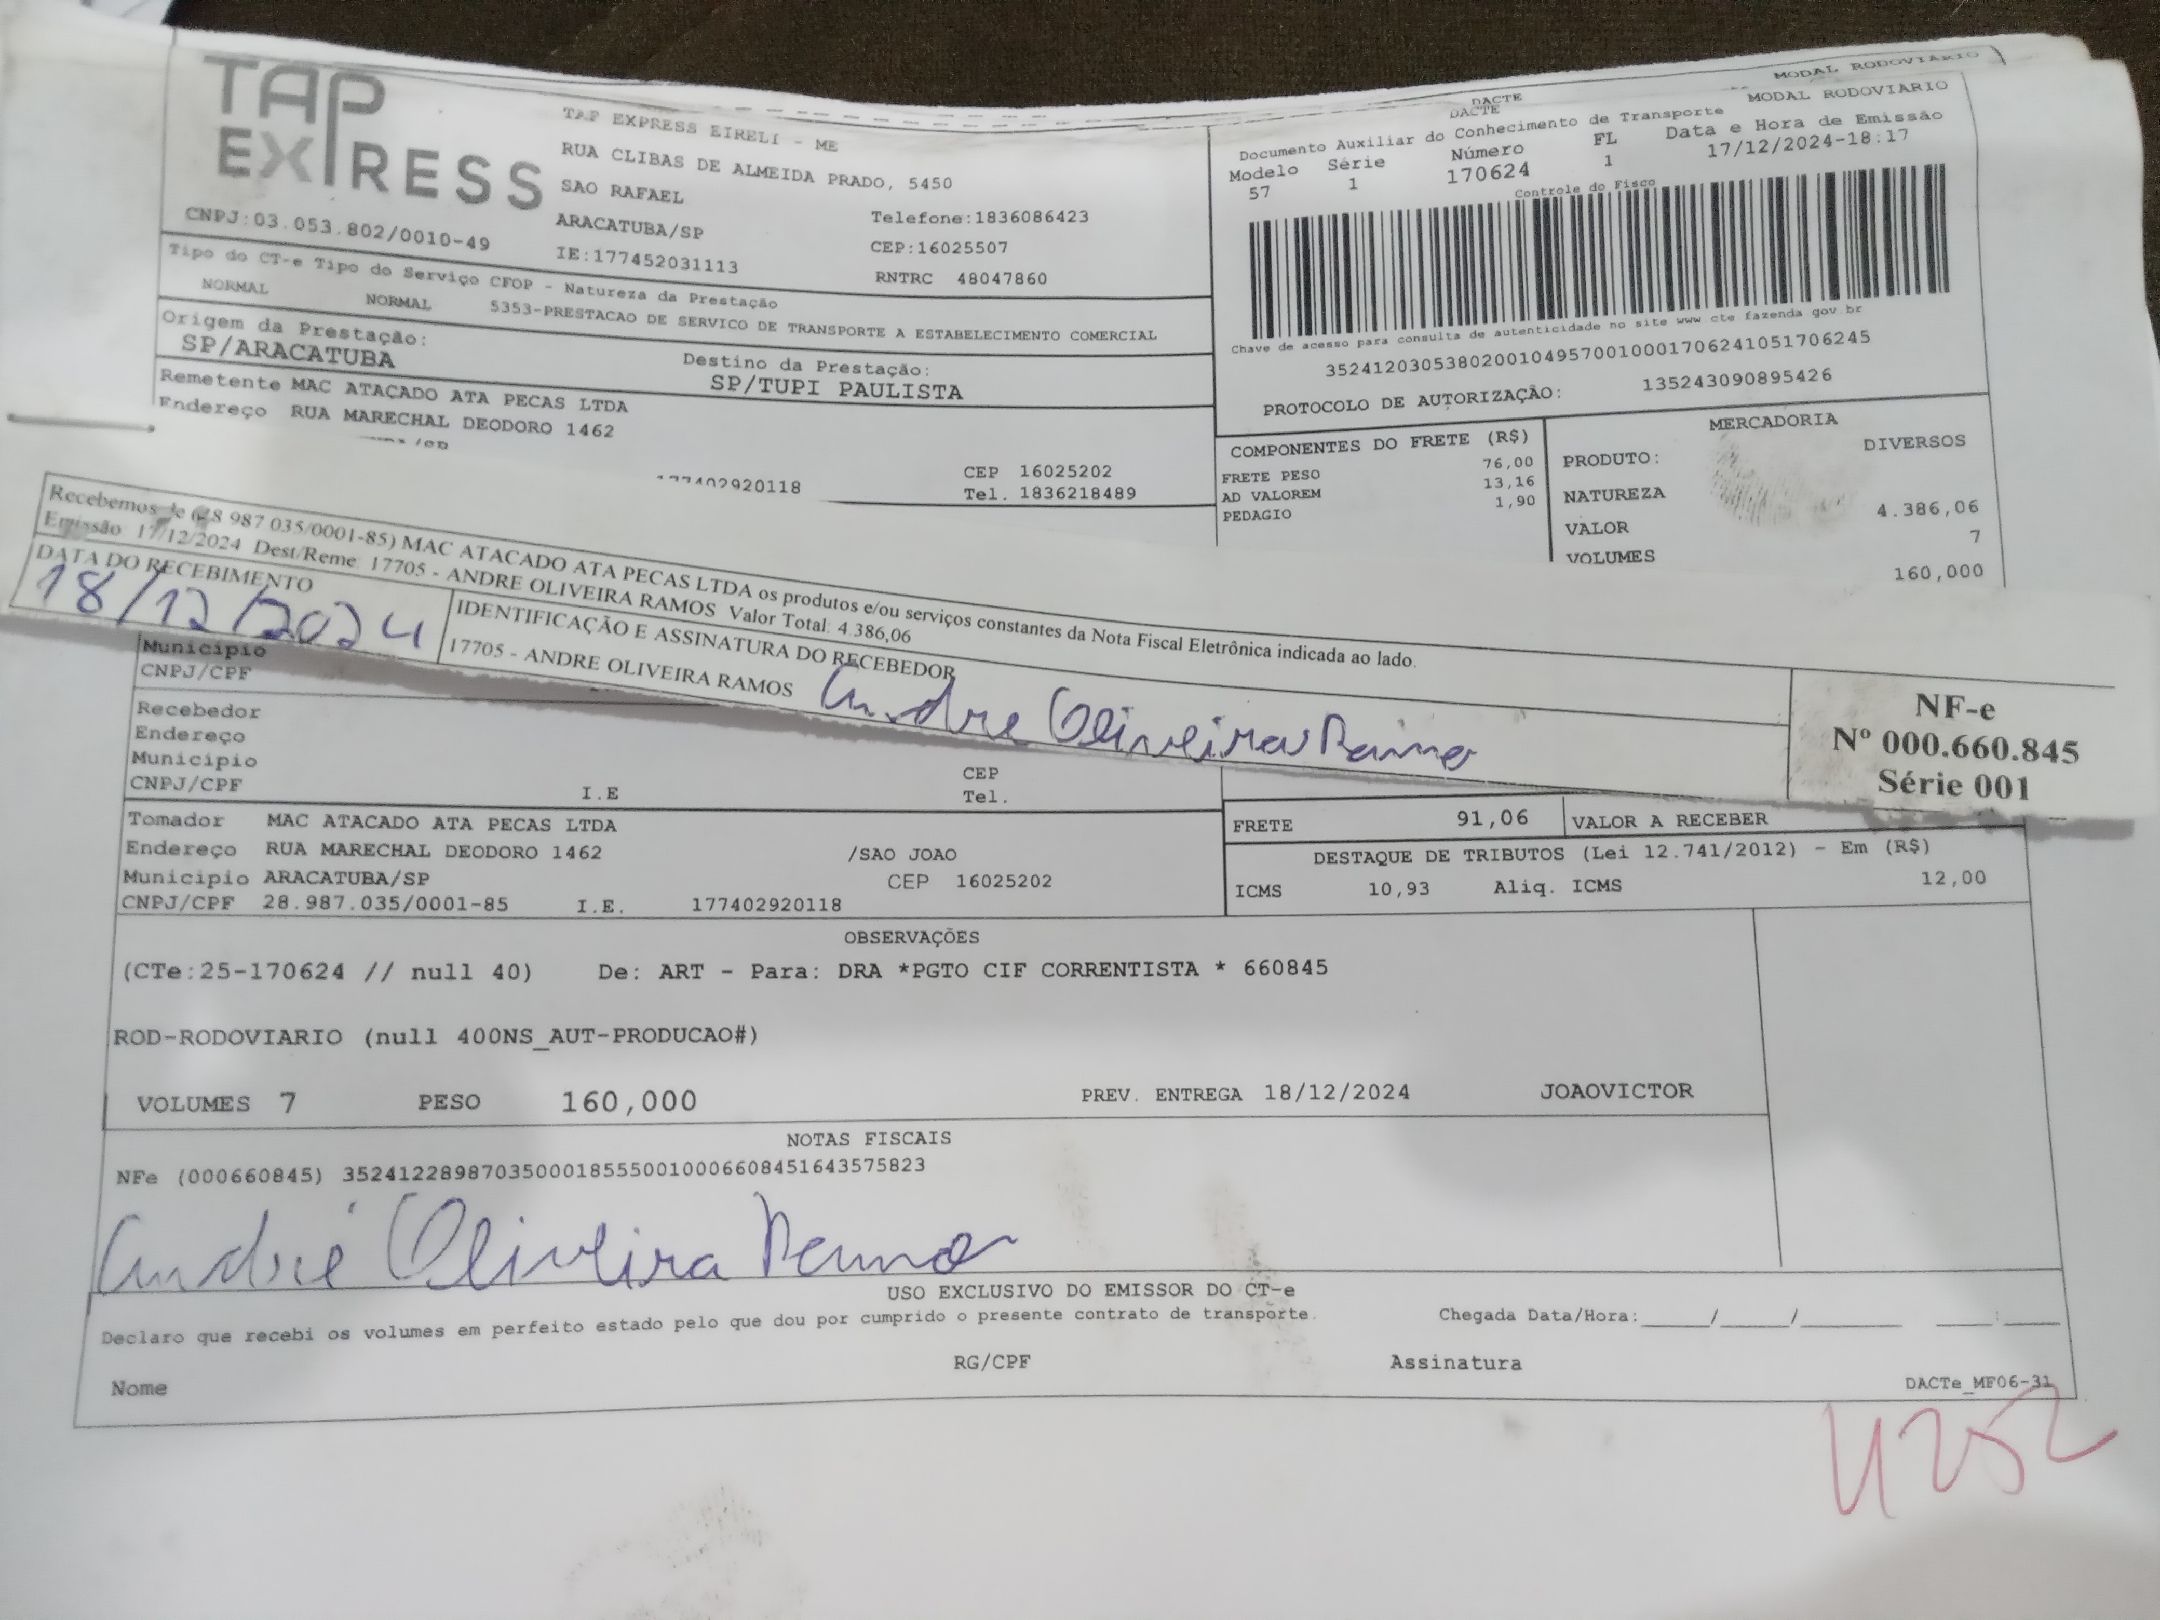 TAP
EXPRESS
CNPJ:03.053.802/0010-49
TAP EXPRESS EIRELI - ME
RUA CLIBAS DE ALMEIDA PRADO, 5450
SAO RAFAEL
ARACATUBA/SP
IE:177452031113
Telefone:1836086423
CEP:16025507
RNTRC 48047860
MODAL RODOVIARIO
DACTE
DACTE
MODAL RODOVIARIO
Documento Auxiliar do Conhecimento de Transporte
Modelo Série Número FL Data e Hora de Emissão
57 1 170624 1 17/12/2024-18:17
Controle do Fisco
Chave de acesso para consulta de autenticidade no site www cte fazenda gov br
35241203053802001049570010001706241051706245
PROTOCOLO DE AUTORIZAÇÃO: 135243090895426
Tipo do CT-e Tipo do Serviço CFOP - Natureza da Prestação
NORMAL NORMAL 5353-PRESTACAO DE SERVICO DE TRANSPORTE A ESTABELECIMENTO COMERCIAL
Origem da Prestação: Destino da Prestação:
SP/ARACATUBA SP/TUPI PAULISTA
Remetente MAC ATACADO ATA PECAS LTDA
Endereço RUA MARECHAL DEODORO 1462
CEP 16025202
177402920118 Tel. 1836218489
COMPONENTES DO FRETE (R$)
FRETE PESO 76,00
AD VALOREM 13,16
PEDAGIO 1,90
MERCADORIA
PRODUTO: DIVERSOS
NATUREZA
VALOR 4.386,06
VOLUMES 7
160,000
Recebemos de (28 987 035/0001-85) MAC ATACADO ATA PECAS LTDA os produtos e/ou serviços constantes da Nota Fiscal Eletrônica indicada ao lado.
Emissão 17/12/2024 Dest/Reme 17705 - ANDRE OLIVEIRA RAMOS Valor Total: 4.386,06
DATA DO RECEBIMENTO
18/12/2024
IDENTIFICAÇÃO E ASSINATURA DO RECEBEDOR
17705 - ANDRE OLIVEIRA RAMOS
Andre Oliveira Ramos
NF-e
Nº 000.660.845
Série 001
Municipio
CNPJ/CPF
Recebedor
Endereço
Municipio CEP
CNPJ/CPF I.E Tel.
Tomador MAC ATACADO ATA PECAS LTDA
Endereço RUA MARECHAL DEODORO 1462 /SAO JOAO
Municipio ARACATUBA/SP CEP 16025202
CNPJ/CPF 28.987.035/0001-85 I.E. 177402920118
FRETE 91,06 VALOR A RECEBER
DESTAQUE DE TRIBUTOS (Lei 12.741/2012) - Em (R$)
ICMS 10,93 Aliq. ICMS 12,00
OBSERVAÇÕES
(CTe:25-170624 // null 40) De: ART - Para: DRA *PGTO CIF CORRENTISTA * 660845
ROD-RODOVIARIO (null 400NS_AUT-PRODUCAO#)
VOLUMES 7 PESO 160,000 PREV. ENTREGA 18/12/2024 JOAOVICTOR
NOTAS FISCAIS
NFe (000660845) 35241228987035000185550010006608451643575823
André Oliveira Ramos
USO EXCLUSIVO DO EMISSOR DO CT-e
Declaro que recebi os volumes em perfeito estado pelo que dou por cumprido o presente contrato de transporte. Chegada Data/Hora:_____/_____/_______ ____:____
Nome RG/CPF Assinatura
DACTe_MF06-31
4252